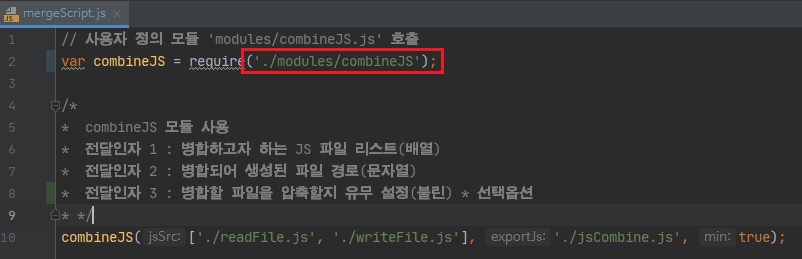 mergeScript.js
1 // 사용자 정의 모듈 'modules/combineJS.js' 호출
2 var combineJS = require('./modules/combineJS');
3
4 /*
5 * combineJS 모듈 사용
6 * 전달인자 1 : 병합하고자 하는 JS 파일 리스트(배열)
7 * 전달인자 2 : 병합되어 생성된 파일 경로(문자열)
8 * 전달인자 3 : 병합할 파일을 압축할지 유무 설정(불린) * 선택옵션
9 * */
10 combineJS( jsSrc: ['./readFile.js', './writeFile.js'], exportJs: './jsCombine.js', min: true);